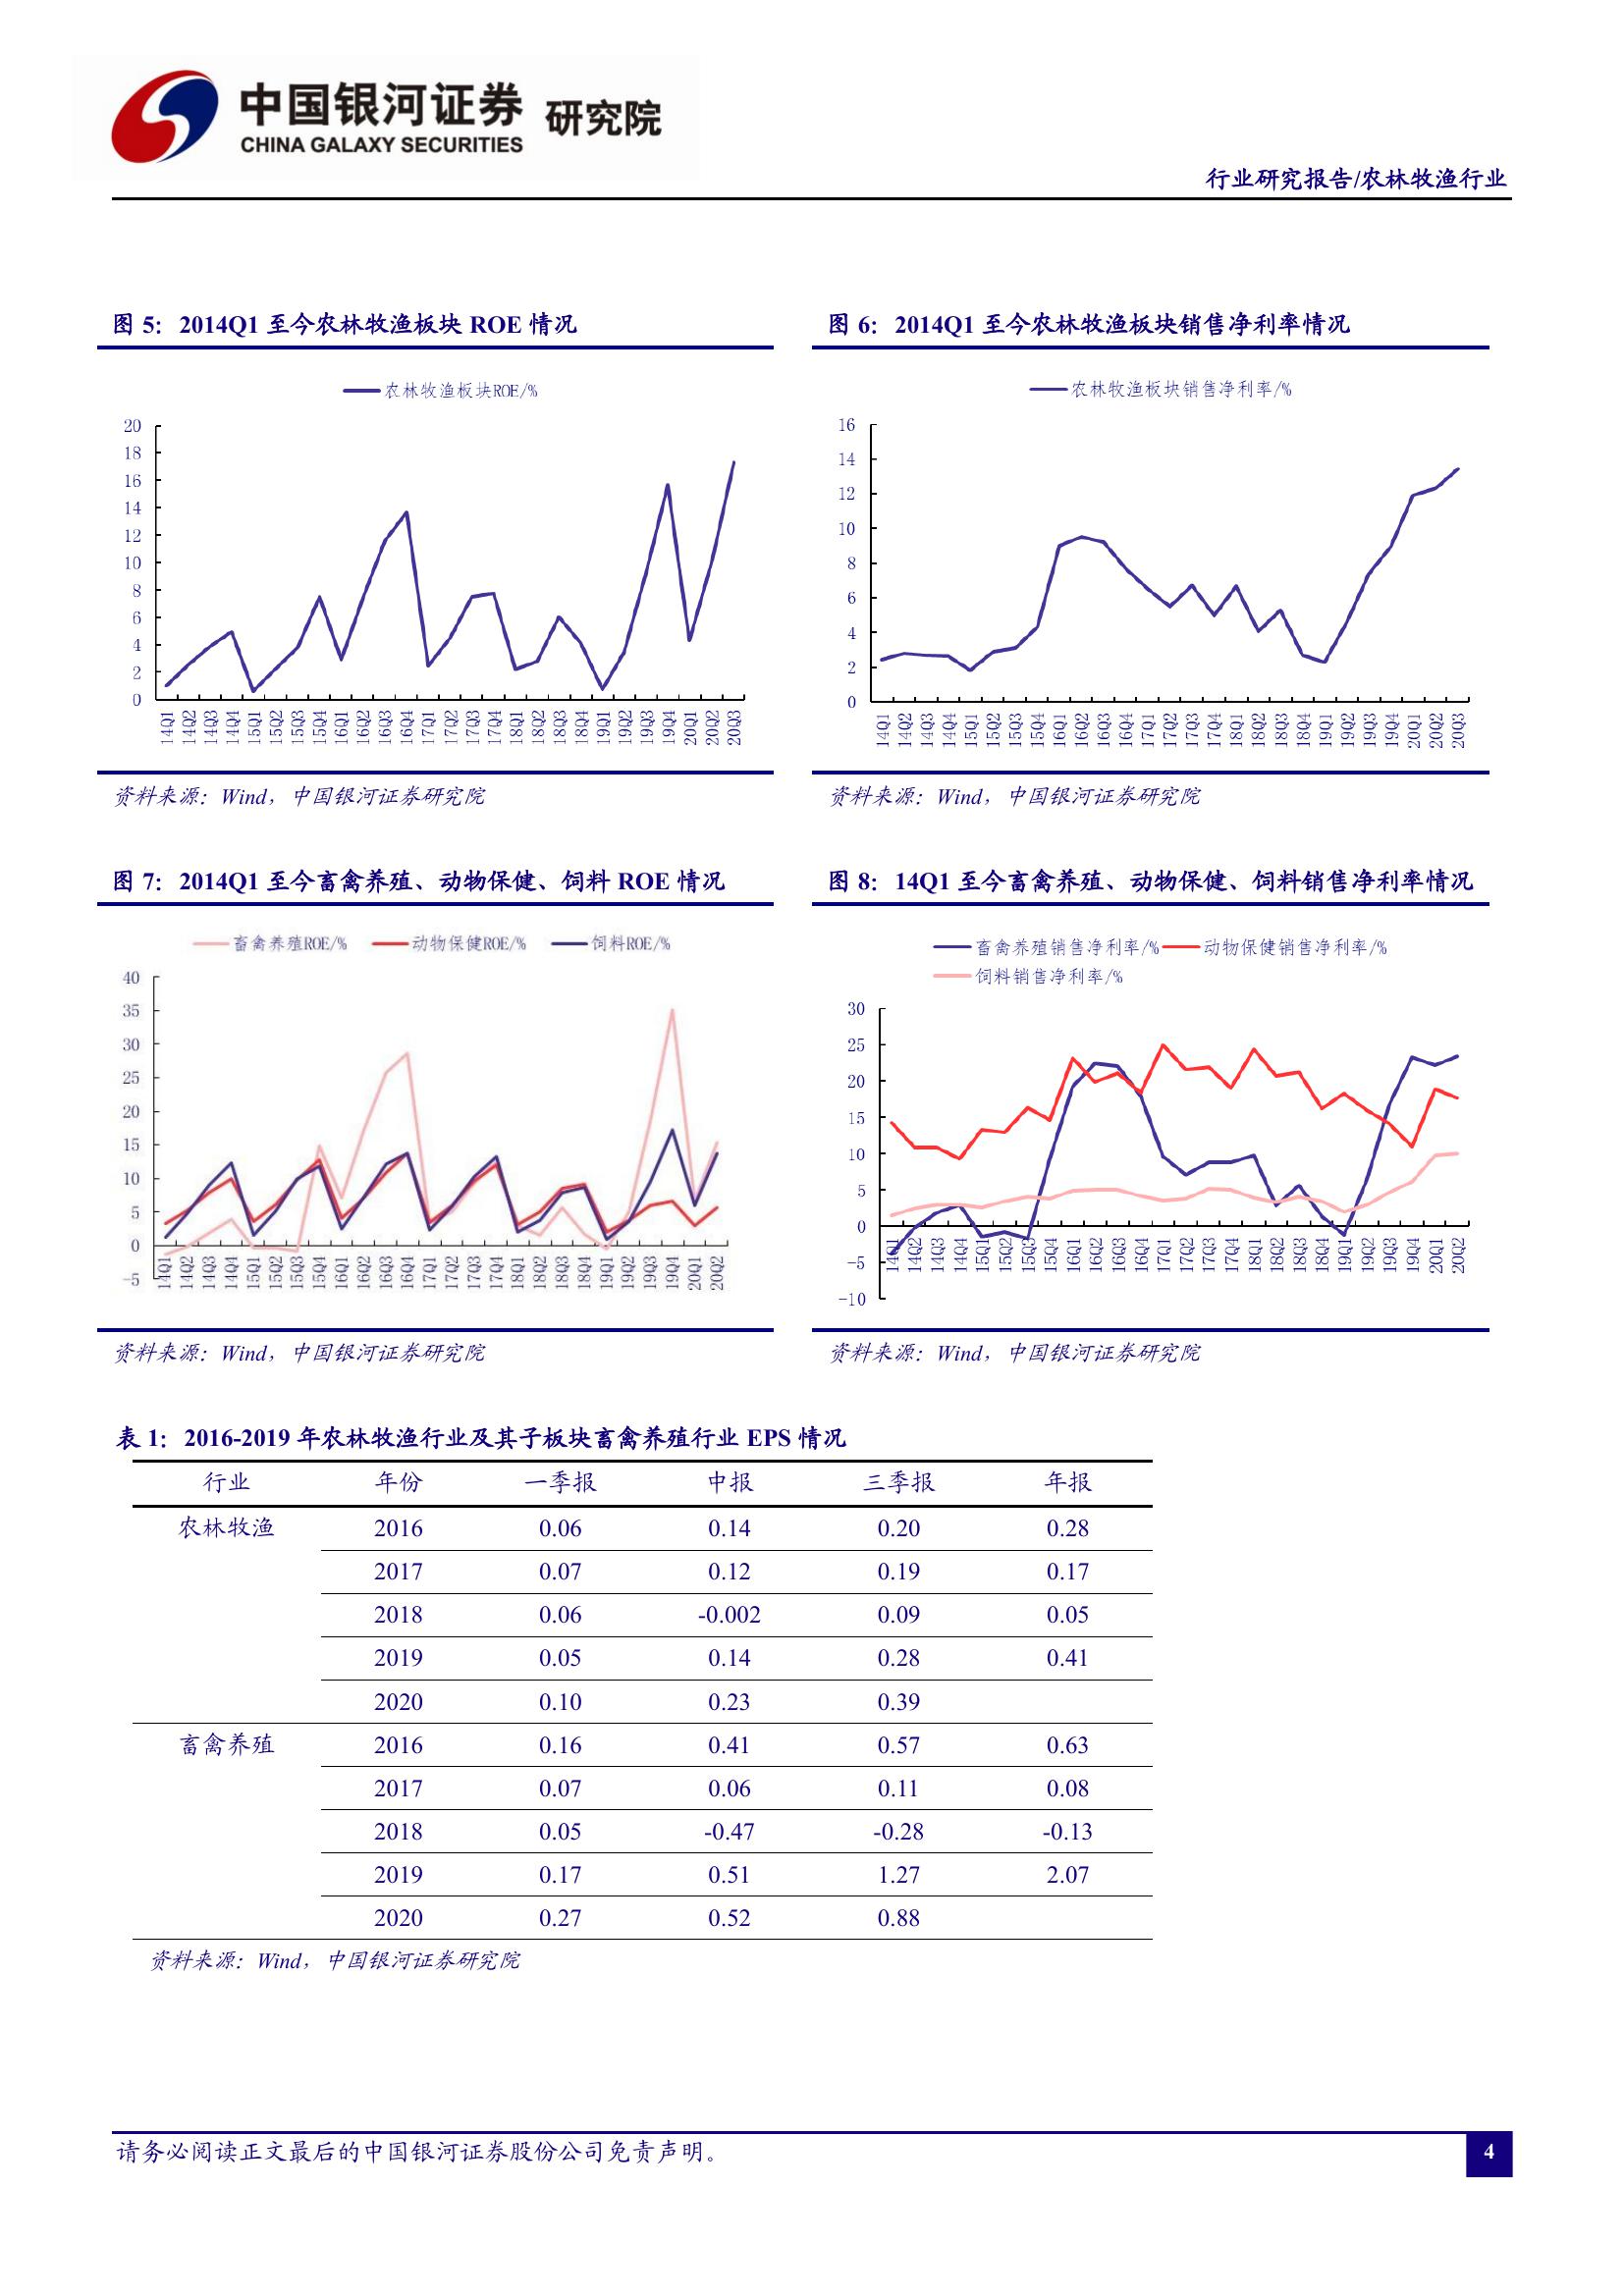 中国银河证券 研究院
CHINA GALAXY SECURITIES
行业研究报告/农林牧渔行业
图 5：2014Q1 至今农林牧渔板块 ROE 情况
农林牧渔板块ROE/%
20
18
16
14
12
10
8
6
4
2
0
14Q1 14Q2 14Q3 14Q4 15Q1 15Q2 15Q3 15Q4 16Q1 16Q2 16Q3 16Q4 17Q1 17Q2 17Q3 17Q4 18Q1 18Q2 18Q3 18Q4 19Q1 19Q2 19Q3 19Q4 20Q1 20Q2 20Q3
资料来源：Wind，中国银河证券研究院
图 6：2014Q1 至今农林牧渔板块销售净利率情况
农林牧渔板块销售净利率/%
16
14
12
10
8
6
4
2
0
14Q1 14Q2 14Q3 14Q4 15Q1 15Q2 15Q3 15Q4 16Q1 16Q2 16Q3 16Q4 17Q1 17Q2 17Q3 17Q4 18Q1 18Q2 18Q3 18Q4 19Q1 19Q2 19Q3 19Q4 20Q1 20Q2 20Q3
资料来源：Wind，中国银河证券研究院
图 7：2014Q1 至今畜禽养殖、动物保健、饲料 ROE 情况
畜禽养殖ROE/% 动物保健ROE/% 饲料ROE/%
40
35
30
25
20
15
10
5
0
-5
14Q1 14Q2 14Q3 14Q4 15Q1 15Q2 15Q3 15Q4 16Q1 16Q2 16Q3 16Q4 17Q1 17Q2 17Q3 17Q4 18Q1 18Q2 18Q3 18Q4 19Q1 19Q2 19Q3 19Q4 20Q1 20Q2
资料来源：Wind，中国银河证券研究院
图 8：14Q1 至今畜禽养殖、动物保健、饲料销售净利率情况
畜禽养殖销售净利率/% 动物保健销售净利率/%
饲料销售净利率/%
30
25
20
15
10
5
0
-5
-10
14Q1 14Q2 14Q3 14Q4 15Q1 15Q2 15Q3 15Q4 16Q1 16Q2 16Q3 16Q4 17Q1 17Q2 17Q3 17Q4 18Q1 18Q2 18Q3 18Q4 19Q1 19Q2 19Q3 19Q4 20Q1 20Q2
资料来源：Wind，中国银河证券研究院
表 1：2016-2019 年农林牧渔行业及其子板块畜禽养殖行业 EPS 情况
行业 年份 一季报 中报 三季报 年报
农林牧渔 2016 0.06 0.14 0.20 0.28
2017 0.07 0.12 0.19 0.17
2018 0.06 -0.002 0.09 0.05
2019 0.05 0.14 0.28 0.41
2020 0.10 0.23 0.39
畜禽养殖 2016 0.16 0.41 0.57 0.63
2017 0.07 0.06 0.11 0.08
2018 0.05 -0.47 -0.28 -0.13
2019 0.17 0.51 1.27 2.07
2020 0.27 0.52 0.88
资料来源：Wind，中国银河证券研究院
请务必阅读正文最后的中国银河证券股份公司免责声明。
4